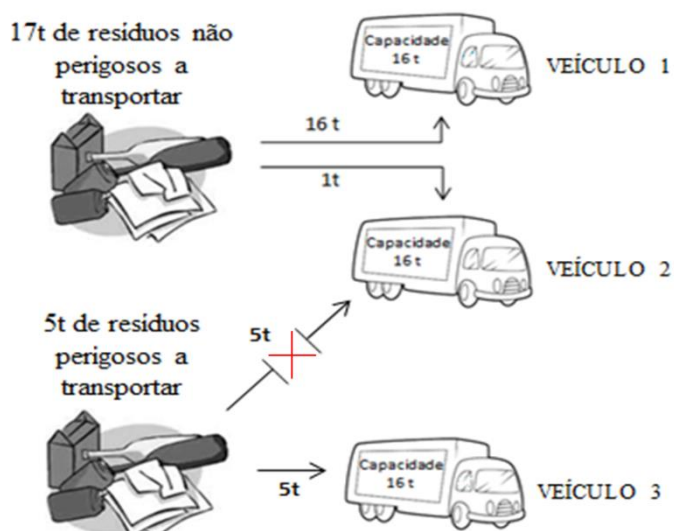 17t de resíduos não
perigosos a
transportar
Capacidade
16 t
VEÍCULO 1
16 t
1t
Capacidade
16 t
VEÍCULO 2
5t de resíduos
perigosos a
transportar
5t
Capacidade
16 t
VEÍCULO 3
5t